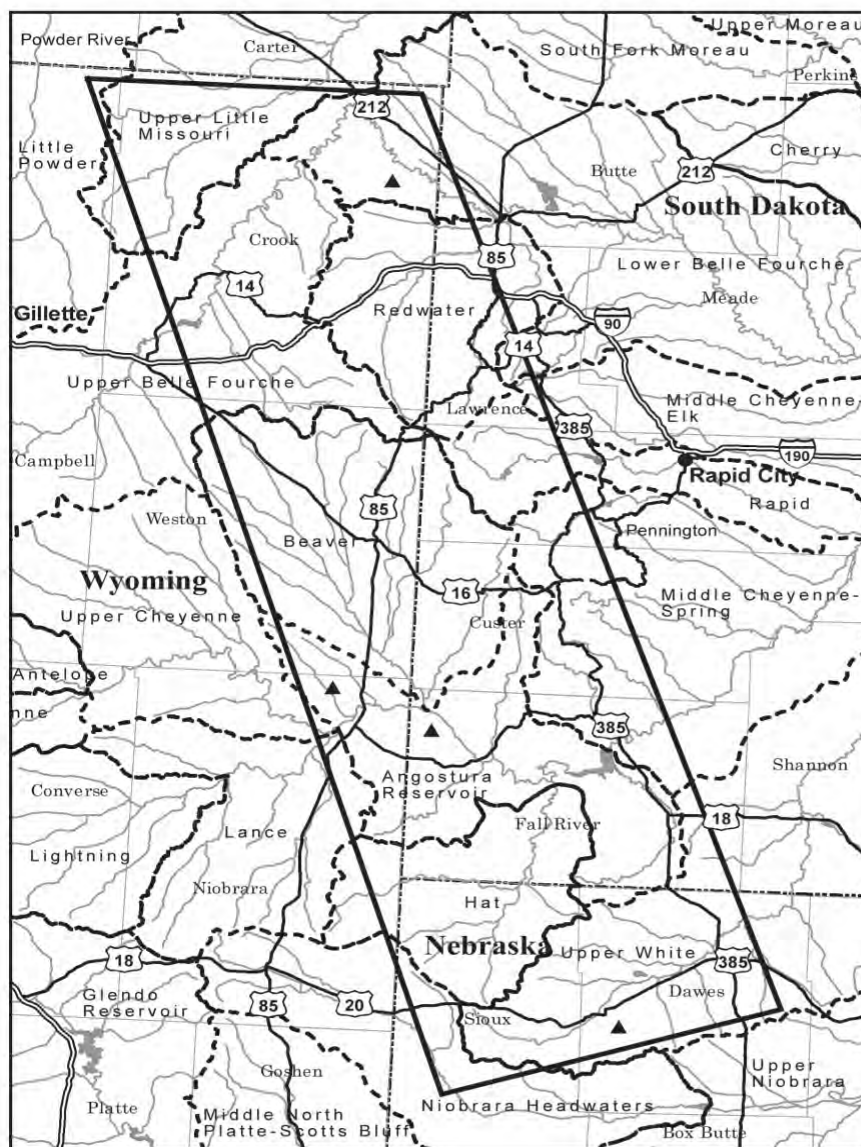 Upper Moreau
Powder River
Carter
South Fork Moreau
Perkins
212
Upper Little
Missouri
Little
Powder
Butte
Cherry
212
South Dakota
Crook
85
Lower Belle Fourche
Meade
14
Gillette
Redwater
90
14
Upper Belle Fourche
Lawrence
Middle Cheyenne-
Elk
385
190
Campbell
Rapid City
Rapid
85
Weston
Beaver
Pennington
Wyoming
16
Middle Cheyenne-
Spring
Upper Cheyenne
Custer
Antelope
nne
385
Shannon
Angostura
Reservoir
Converse
Fall River
18
Lance
Lightning
Niobrara
Hat
Nebraska
Upper White
18
385
Dawes
Glendo
Reservoir
85
20
Sioux
Goshen
Upper
Niobrara
Platte
Middle North
Platte-Scotts Bluff
Niobrara Headwaters
Box Butte